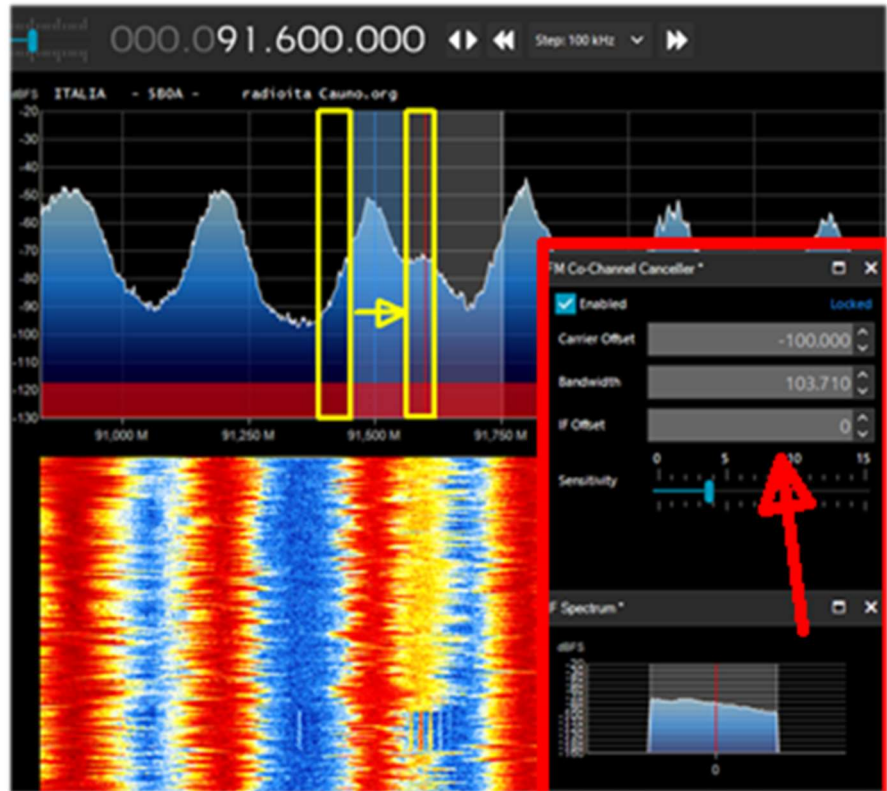 000.091.600.000 Step: 100 kHz
dBFS ITALIA - SB0A - radioita Cauno.org
-20
-30
-40
-50
-60
-70
-80
-90
-100
-110
-120
-130
91,000 M 91,250 M 91,500 M 91,750 M
FM Co-Channel Canceller *
Enabled Locked
Carrier Offset -100.000
Bandwidth 103.710
IF Offset 0
0 5 10 15
Sensitivity
F Spectrum *
dBFS
0